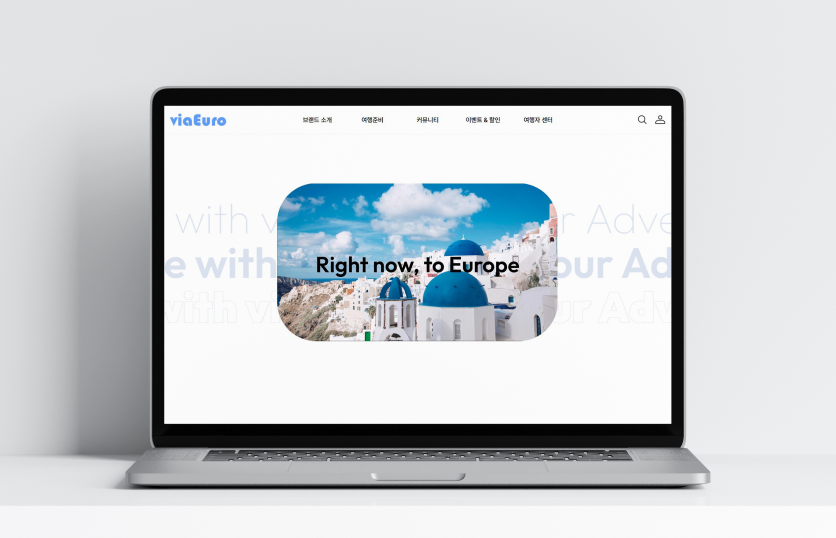 viaEuro
브랜드 소개
여행준비
커뮤니티
이벤트 & 할인
여행자 센터
with v
ur Adve
e with
our Ad
with vi
ur Adv
Right now, to Europe